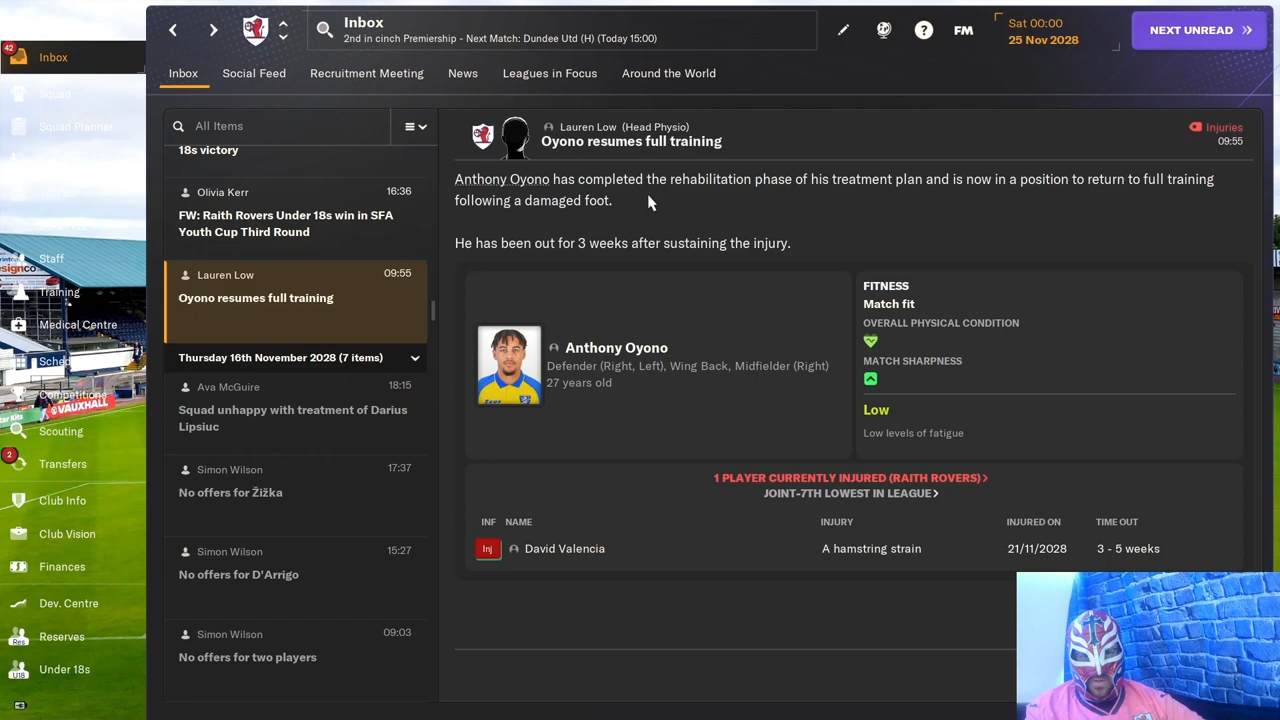 Inbox
2nd in cinch Premiership - Next Match: Dundee Utd (H) (Today 15:00)
FM
Sat 00:00
25 Nov 2028
NEXT UNREAD
42
Inbox
Squad
Squad Planner
Staff
Training
Medical Centre
Sched
Competitions
VAUXHALL
Scouting
2
Transfers
Club Info
Club Vision
Finances
Dev. Centre
Res
Reserves
U18
Under 18s
Inbox
Social Feed
Recruitment Meeting
News
Leagues in Focus
Around the World
All Items
18s victory
Olivia Kerr
16:36
FW: Raith Rovers Under 18s win in SFA
Youth Cup Third Round
Lauren Low
09:55
Oyono resumes full training
Thursday 16th November 2028 (7 items)
Ava McGuire
18:15
Squad unhappy with treatment of Darius
Lipsiuc
Simon Wilson
17:37
No offers for Žižka
Simon Wilson
15:27
No offers for D'Arrigo
Simon Wilson
09:03
No offers for two players
Lauren Low (Head Physio)
Oyono resumes full training
Injuries
09:55
Anthony Oyono has completed the rehabilitation phase of his treatment plan and is now in a position to return to full training
following a damaged foot.
He has been out for 3 weeks after sustaining the injury.
Anthony Oyono
Defender (Right, Left), Wing Back, Midfielder (Right)
27 years old
FITNESS
Match fit
OVERALL PHYSICAL CONDITION
MATCH SHARPNESS
Low
Low levels of fatigue
1 PLAYER CURRENTLY INJURED (RAITH ROVERS)
JOINT-7TH LOWEST IN LEAGUE
INF NAME INJURY INJURED ON TIME OUT
Inj David Valencia A hamstring strain 21/11/2028 3 - 5 weeks